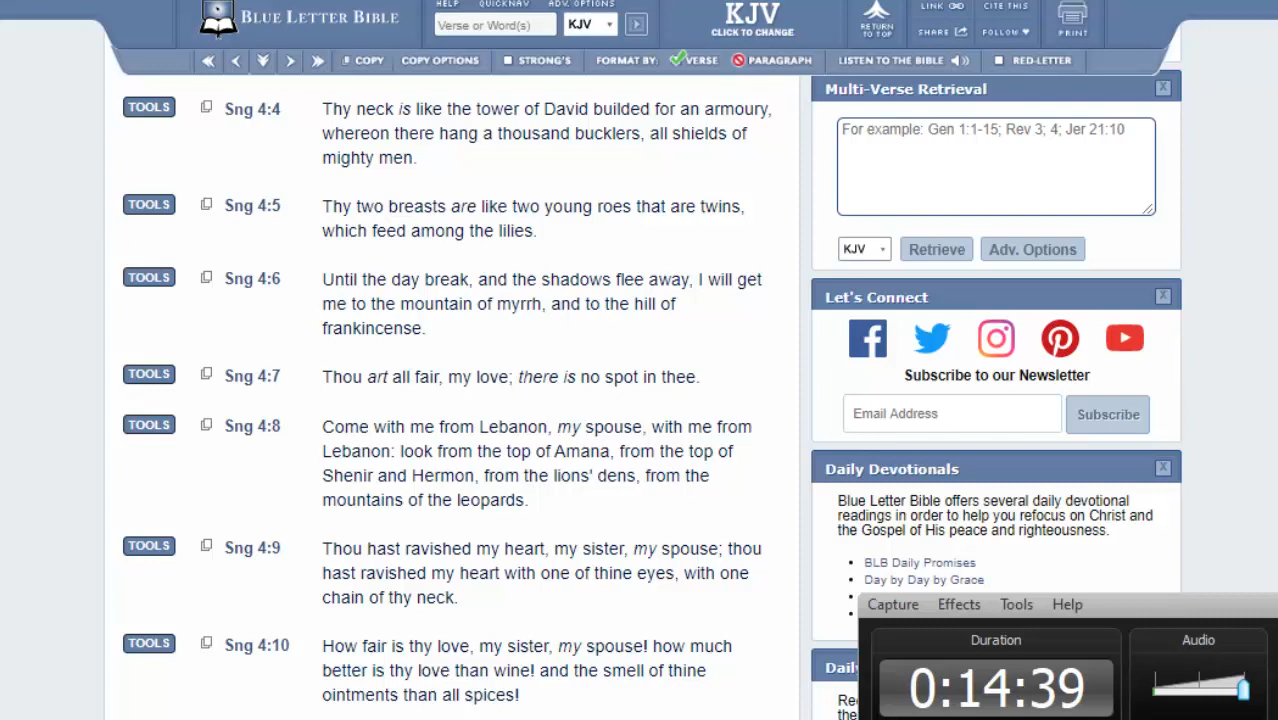 HELP QUICKNAV ADV. OPTIONS
BLUE LETTER BIBLE
Verse or Word(s)
KJV
KJV
CLICK TO CHANGE
RETURN
TO TOP
LINK
CITE THIS
SHARE
FOLLOW
PRINT
COPY
COPY OPTIONS
STRONG'S
FORMAT BY: VERSE PARAGRAPH
LISTEN TO THE BIBLE
RED-LETTER
TOOLS Sng 4:4 Thy neck is like the tower of David builded for an armoury,
whereon there hang a thousand bucklers, all shields of
mighty men.
TOOLS Sng 4:5 Thy two breasts are like two young roes that are twins,
which feed among the lilies.
TOOLS Sng 4:6 Until the day break, and the shadows flee away, I will get
me to the mountain of myrrh, and to the hill of
frankincense.
TOOLS Sng 4:7 Thou art all fair, my love; there is no spot in thee.
TOOLS Sng 4:8 Come with me from Lebanon, my spouse, with me from
Lebanon: look from the top of Amana, from the top of
Shenir and Hermon, from the lions' dens, from the
mountains of the leopards.
TOOLS Sng 4:9 Thou hast ravished my heart, my sister, my spouse; thou
hast ravished my heart with one of thine eyes, with one
chain of thy neck.
TOOLS Sng 4:10 How fair is thy love, my sister, my spouse! how much
better is thy love than wine! and the smell of thine
ointments than all spices!
Multi-Verse Retrieval
For example: Gen 1:1-15; Rev 3; 4; Jer 21:10
KJV
Retrieve
Adv. Options
Let's Connect
Subscribe to our Newsletter
Email Address
Subscribe
Daily Devotionals
Blue Letter Bible offers several daily devotional
readings in order to help you refocus on Christ and
the Gospel of His peace and righteousness.
BLB Daily Promises
Day by Day by Grace
Capture Effects Tools Help
Duration
Audio
0:14:39